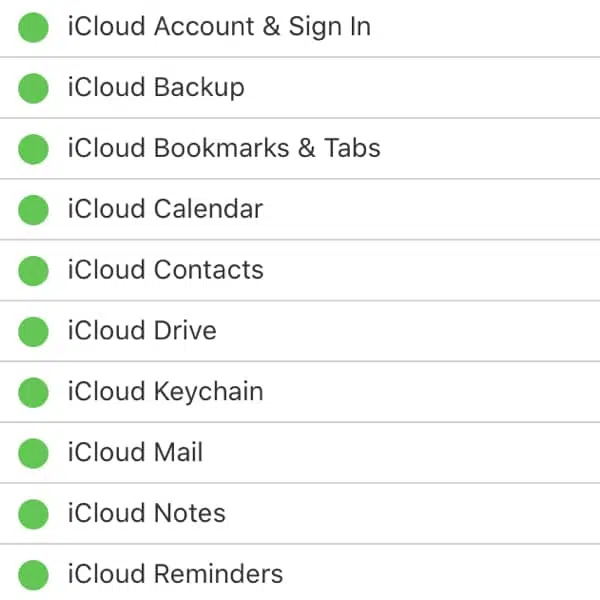 iCloud Account & Sign In
iCloud Backup
iCloud Bookmarks & Tabs
iCloud Calendar
iCloud Contacts
iCloud Drive
iCloud Keychain
iCloud Mail
iCloud Notes
iCloud Reminders